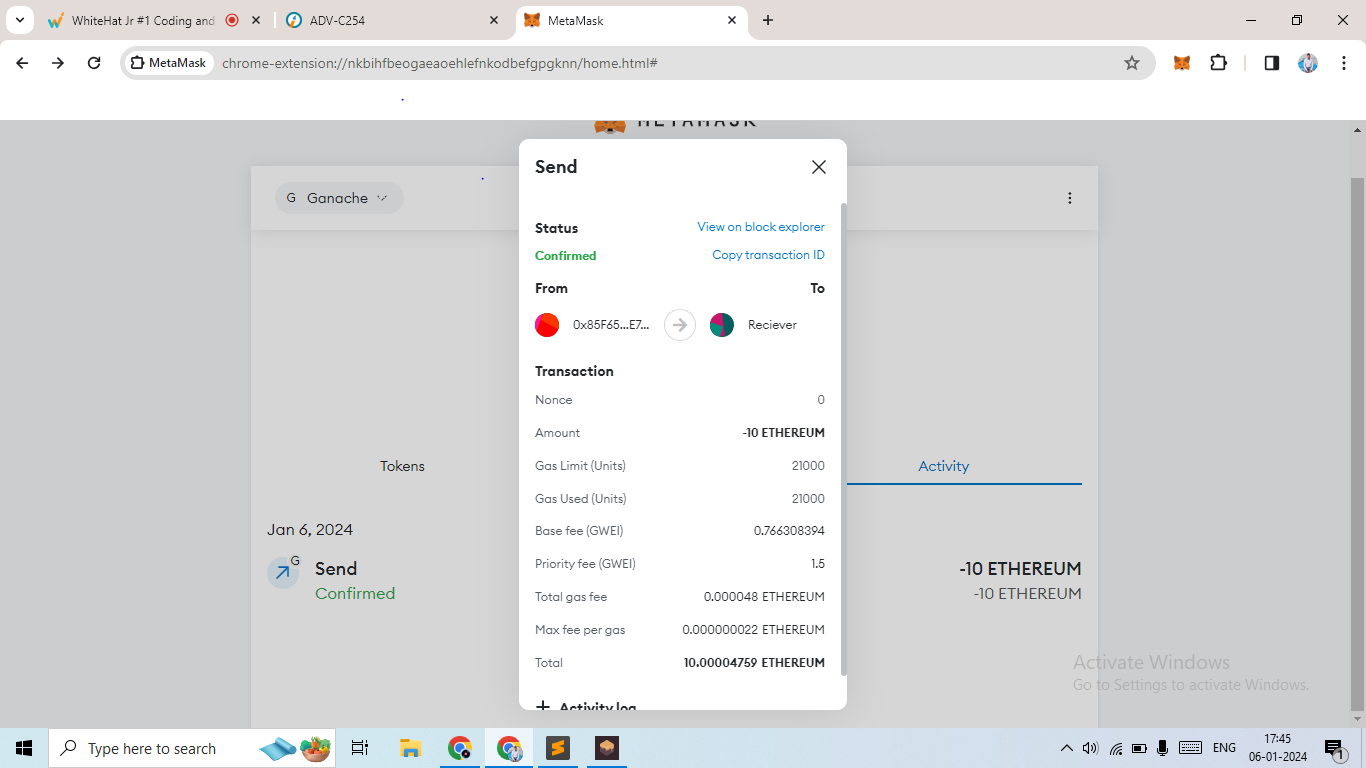 WhiteHat Jr #1 Coding and
ADV-C254
MetaMask
MetaMask
chrome-extension://nkbihfbeogaeaoehlefnkodbefgpgknn/home.html#
METAMASK
G Ganache
Send
Status
View on block explorer
Confirmed
Copy transaction ID
From
To
0x85F65...E7...
Reciever
Transaction
Nonce
0
Amount
-10 ETHEREUM
Gas Limit (Units)
21000
Gas Used (Units)
21000
Base fee (GWEI)
0.766308394
Priority fee (GWEI)
1.5
Total gas fee
0.000048 ETHEREUM
Max fee per gas
0.000000022 ETHEREUM
Total
10.00004759 ETHEREUM
+ Activity log
Tokens
Activity
Jan 6, 2024
G
Send
Confirmed
-10 ETHEREUM
-10 ETHEREUM
Activate Windows
Go to Settings to activate Windows.
Type here to search
ENG
17:45
06-01-2024
1